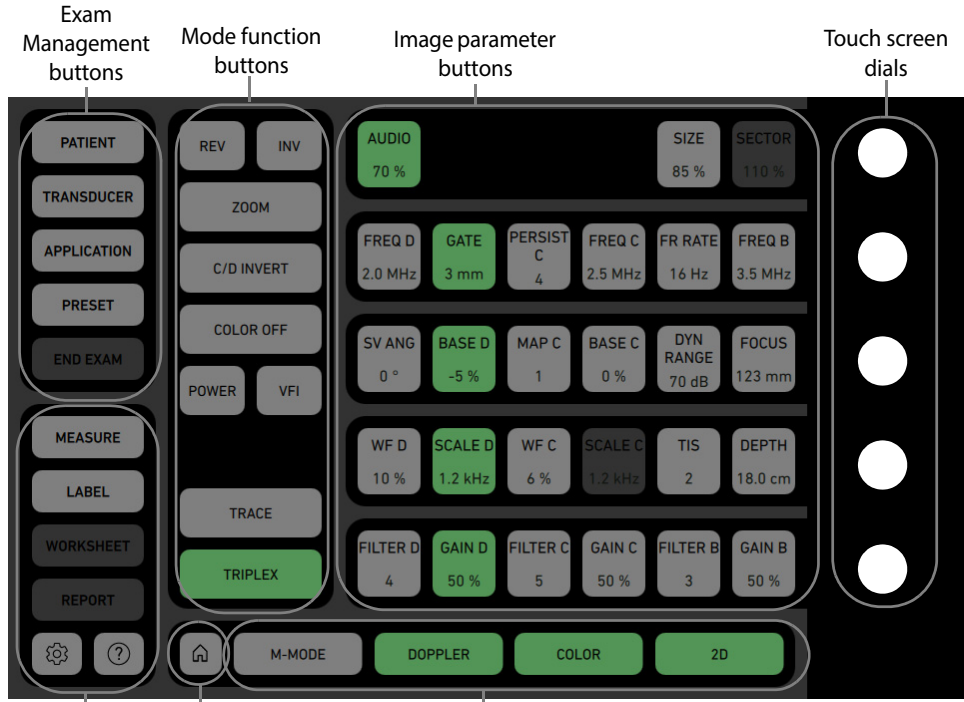 Exam
Management
buttons
Mode function
buttons
Image parameter
buttons
Touch screen
dials
PATIENT
TRANSDUCER
APPLICATION
PRESET
END EXAM
MEASURE
LABEL
WORKSHEET
REPORT
REV INV
ZOOM
C/D INVERT
COLOR OFF
POWER VFI
TRACE
TRIPLEX
AUDIO SIZE SECTOR
70 % 85 % 110 %
FREQ D GATE PERSIST C FREQ C FR RATE FREQ B
2.0 MHz 3 mm 4 2.5 MHz 16 Hz 3.5 MHz
SV ANG BASE D MAP C BASE C DYN RANGE FOCUS
0 ° -5 % 1 0 % 70 dB 123 mm
WF D SCALE D WF C SCALE C TIS DEPTH
10 % 1.2 kHz 6 % 1.2 kHz 2 18.0 cm
FILTER D GAIN D FILTER C GAIN C FILTER B GAIN B
4 50 % 5 50 % 3 50 %
?
M-MODE DOPPLER COLOR 2D